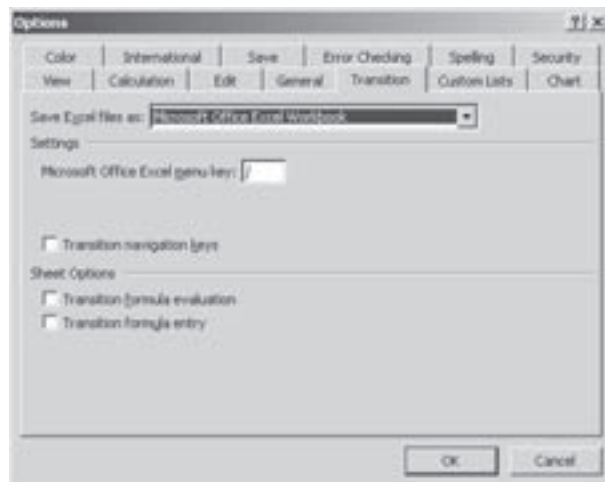 Options
Color International Save Error Checking Spelling Security
View Calculation Edit General Transition Custom Lists Chart
Save Excel files as: Microsoft Office Excel Workbook
Settings
Microsoft Office Excel menu key: /
Transition navigation keys
Sheet Options
Transition formula evaluation
Transition formula entry
OK Cancel